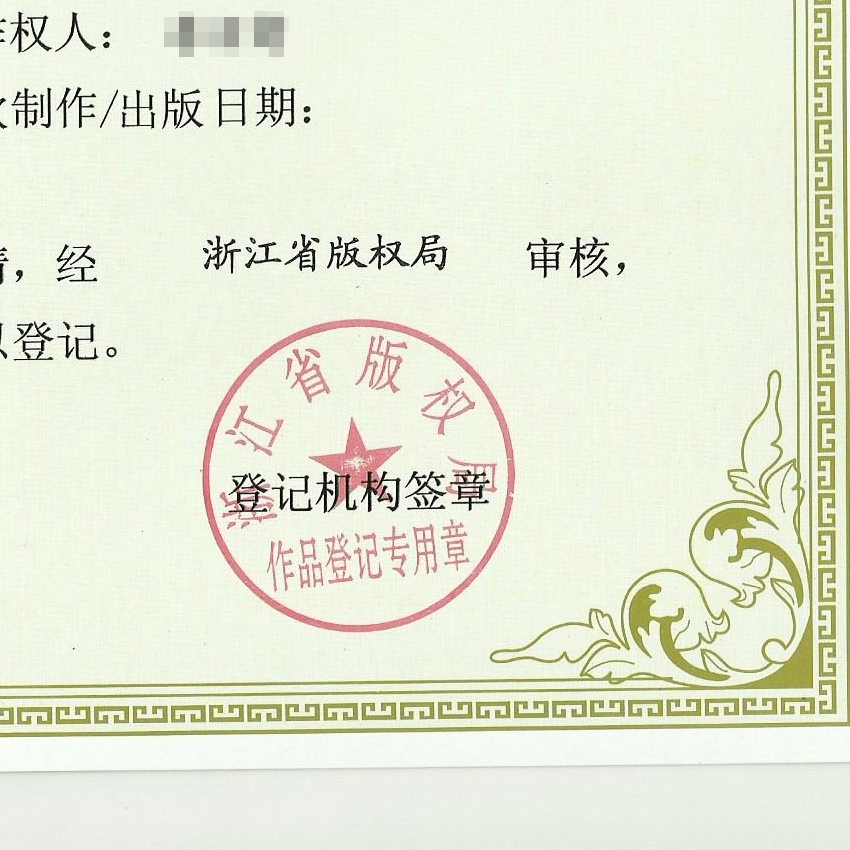 作权人：
次制作/出版日期：
请，经 浙江省版权局 审核，
以登记。
浙江省版权局
登记机构签章
作品登记专用章